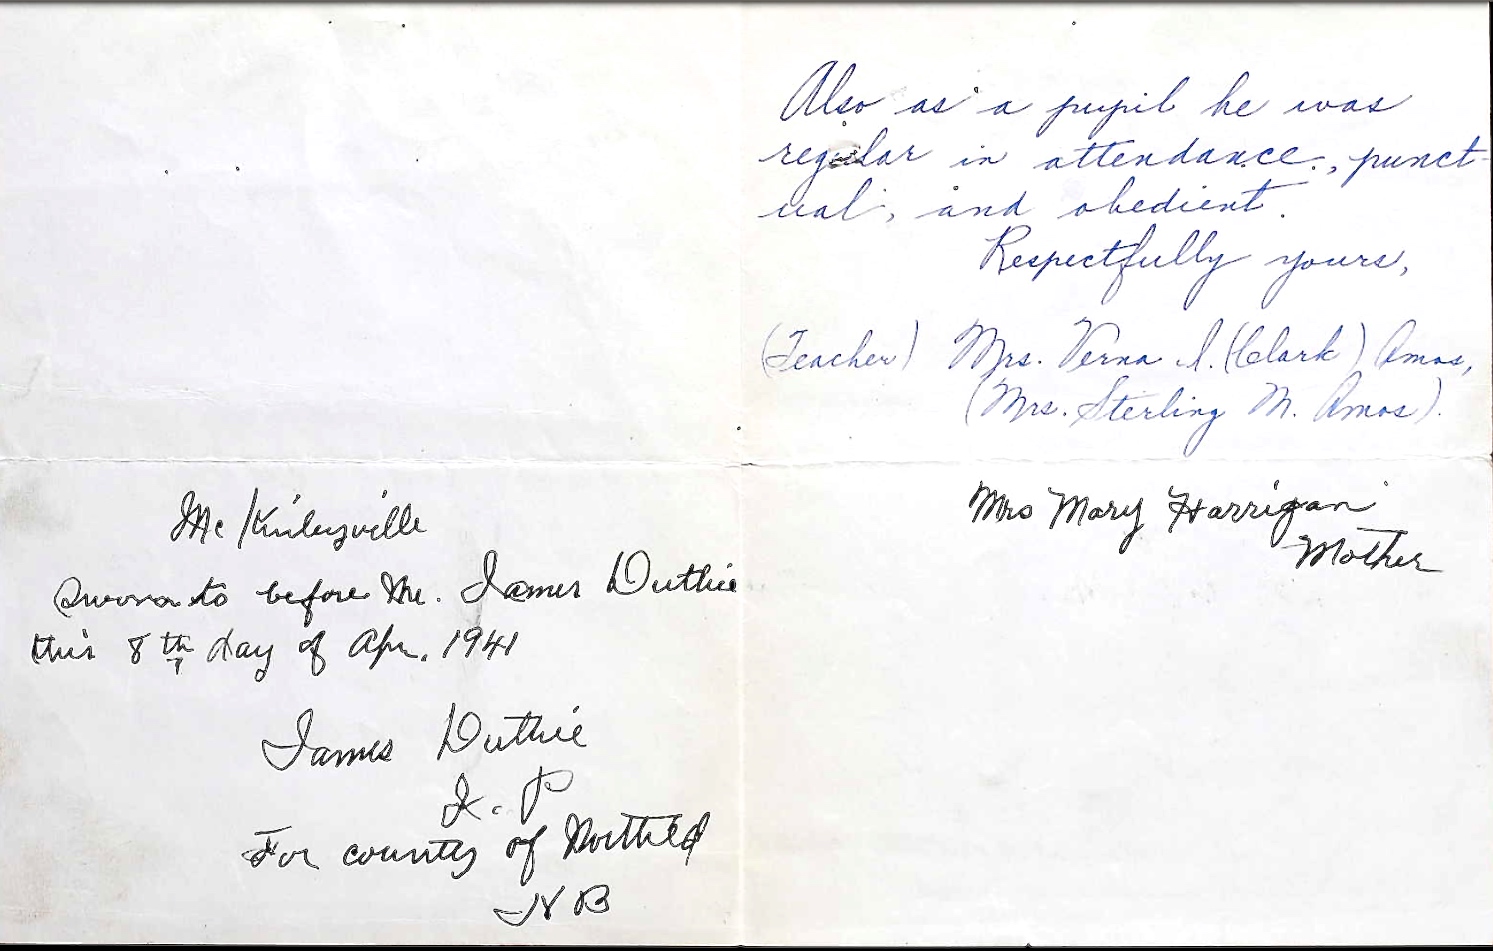 Also as a pupil he was
regular in attendance., punct-
ual, and obedient.
Respectfully yours,
(Teacher) Mrs. Verna I. (Clark) Amos,
(Mrs. Sterling M. Amos).
Mrs Mary Harrigan
Mother
McKinleyville
Sworn to before Me. James Duthie
this 8th day of Apr. 1941
James Duthie
J. P
For county of Northld
NB